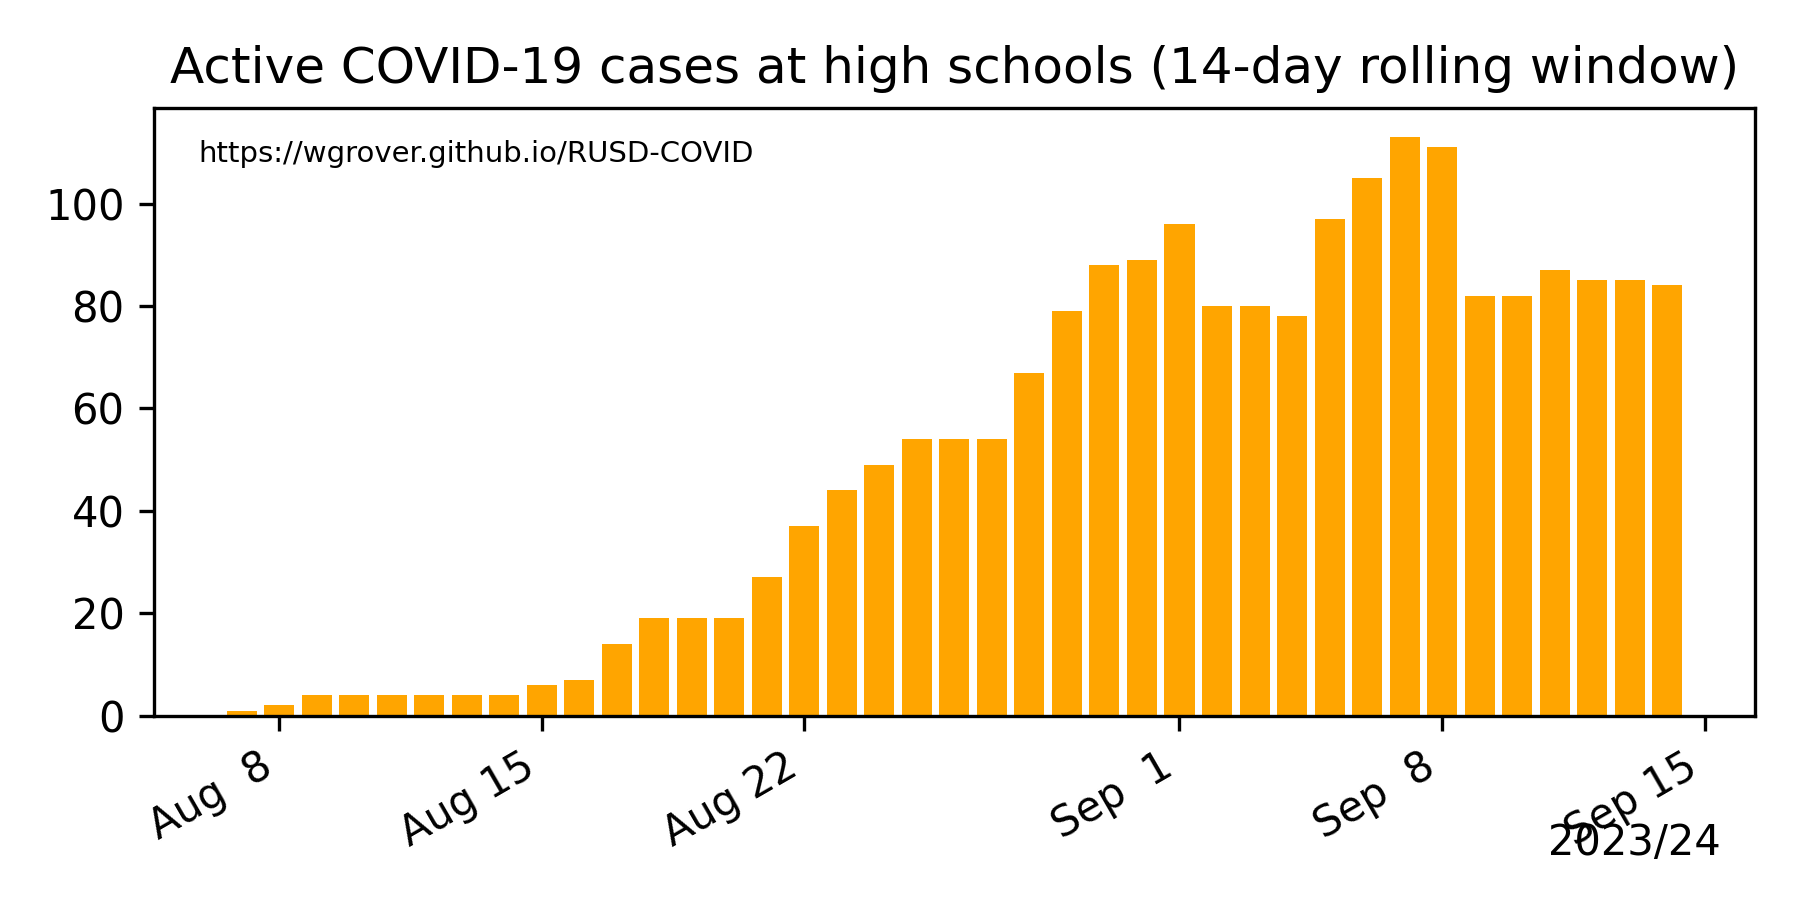 Active COVID-19 cases at high schools (14-day rolling window)
https://wgrover.github.io/RUSD-COVID
100
80
60
40
20
0
Aug 8
Aug 15
Aug 22
Sep 1
Sep 8
Sep 15
2023/24